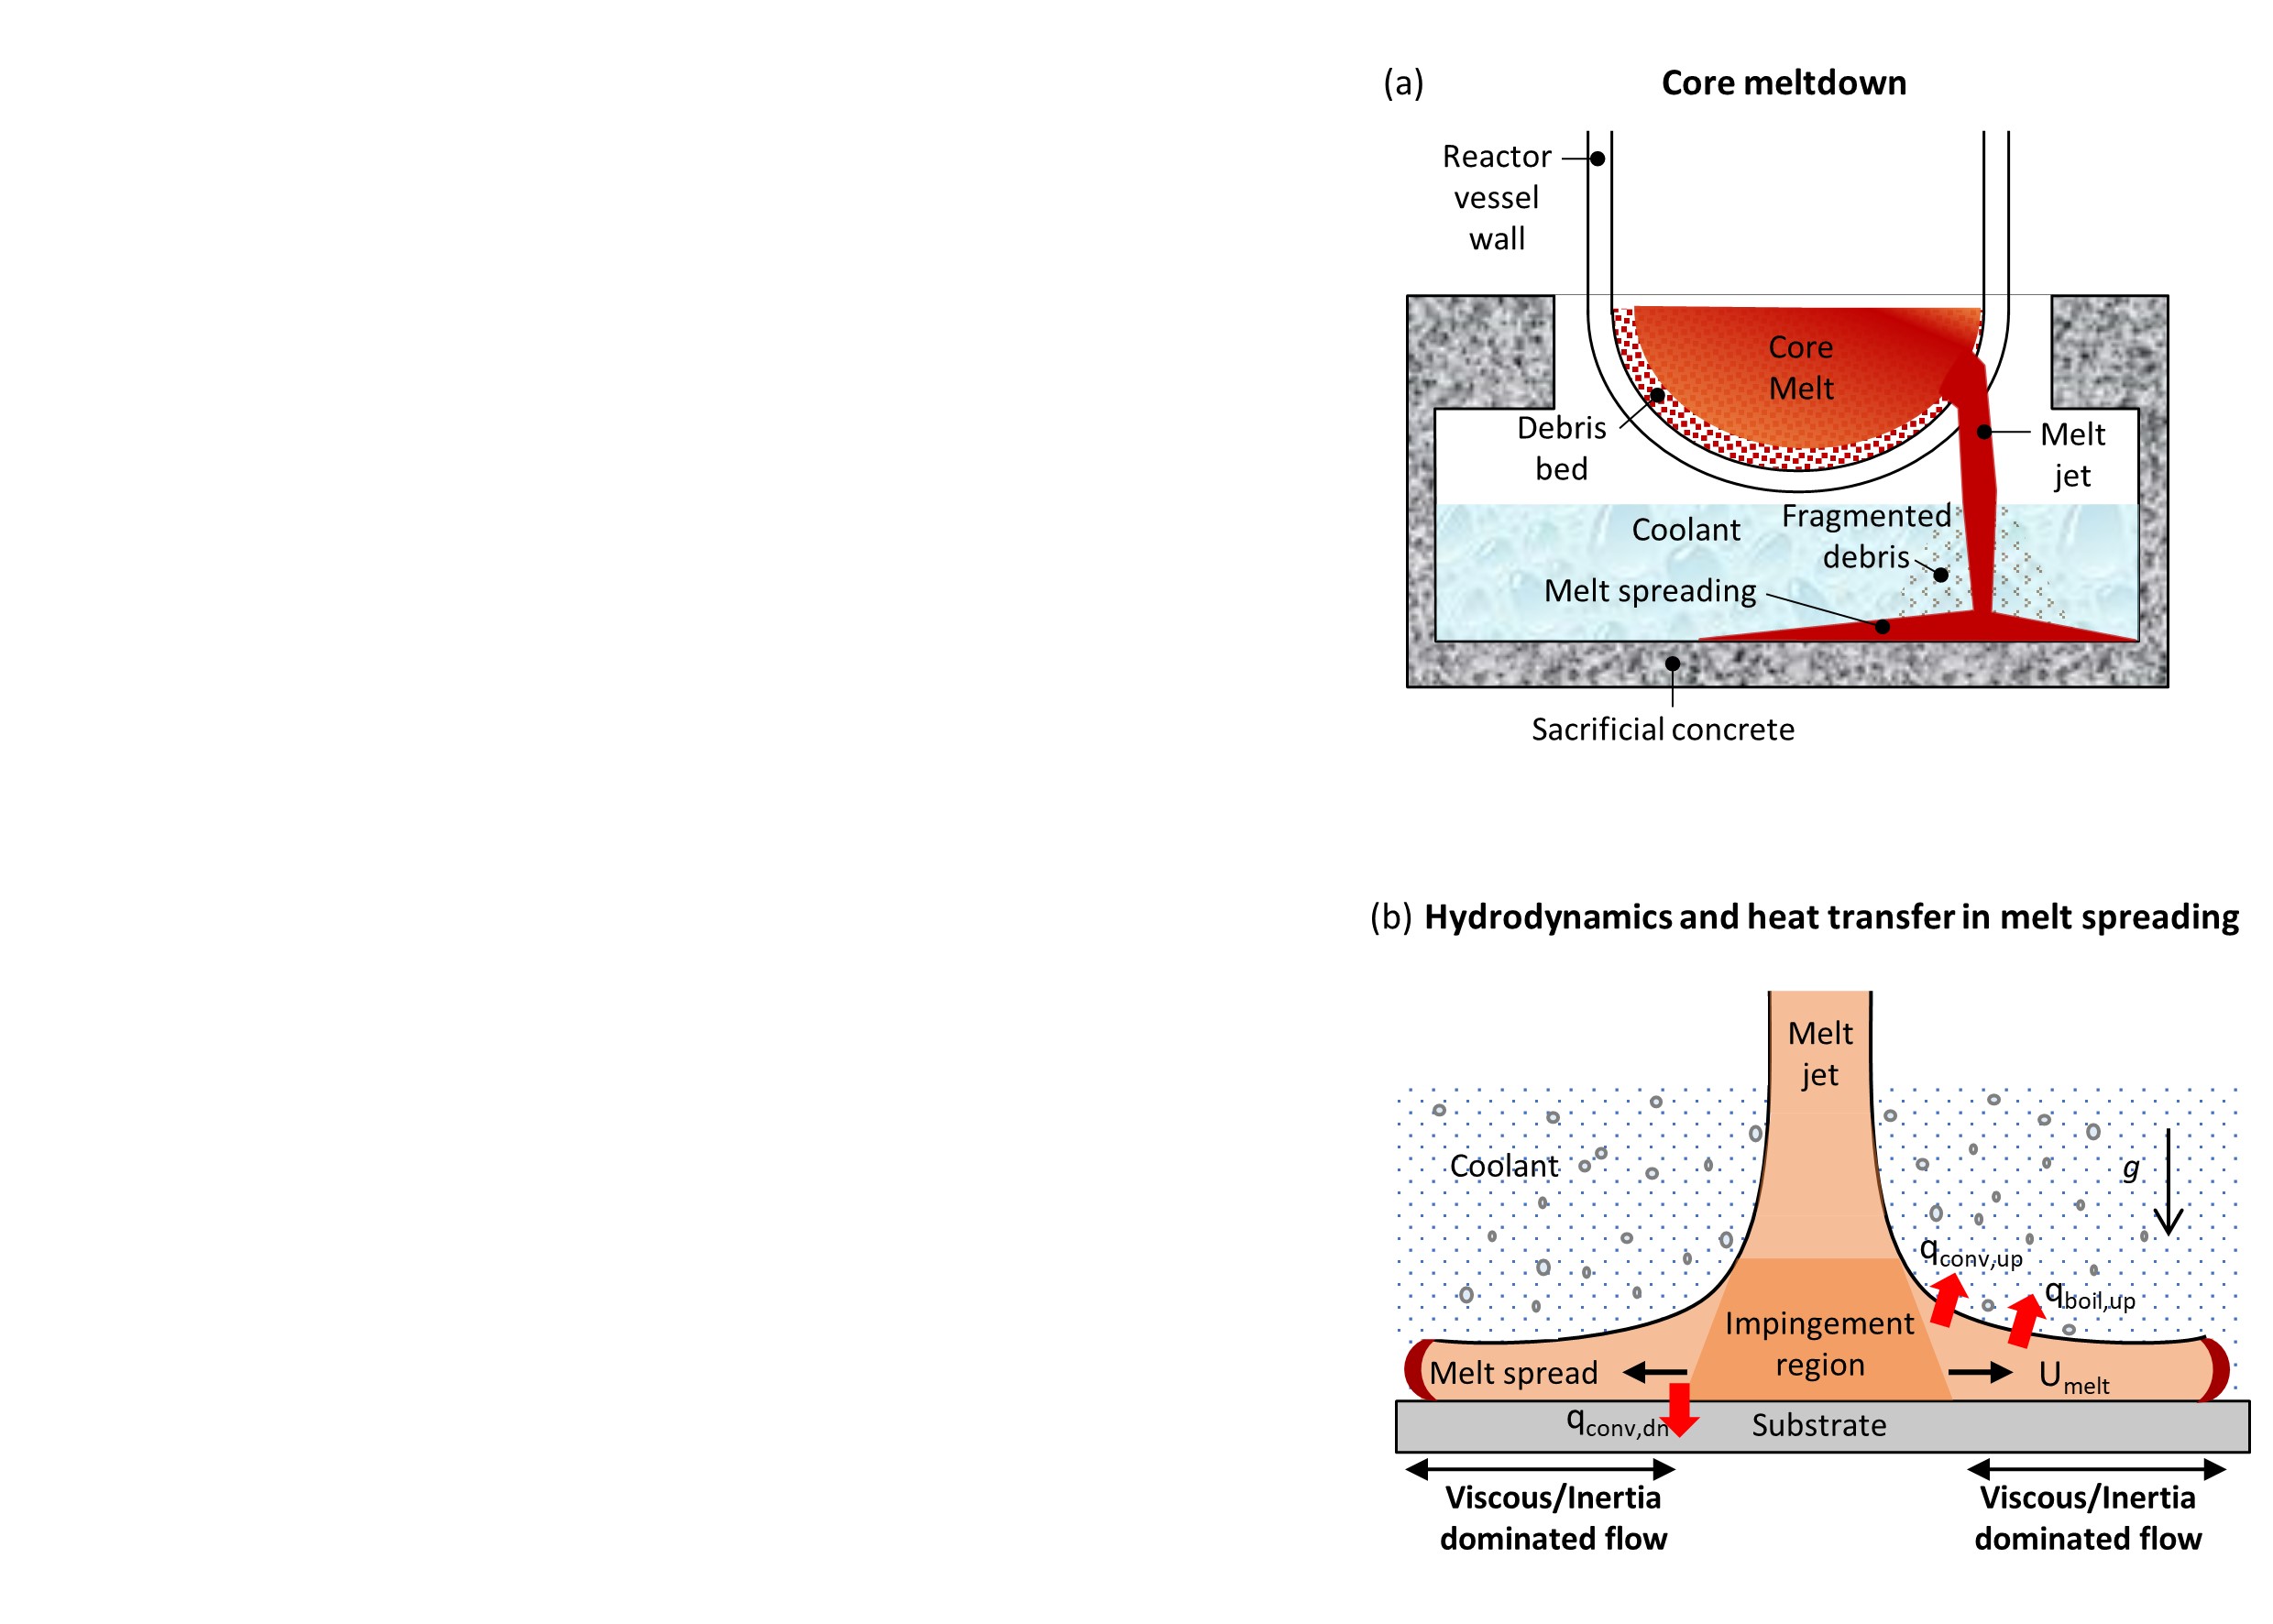 (a) Core meltdown
Reactor
vessel
wall
Core
Melt
Debris
bed
Melt
jet
Fragmented
debris
Coolant
Melt spreading
Sacrificial concrete
(b) Hydrodynamics and heat transfer in melt spreading
Melt
jet
Coolant
g
qconv,up
qboil,up
Impingement
region
Melt spread
Umelt
qconv,dn
Substrate
Viscous/Inertia
dominated flow
Viscous/Inertia
dominated flow